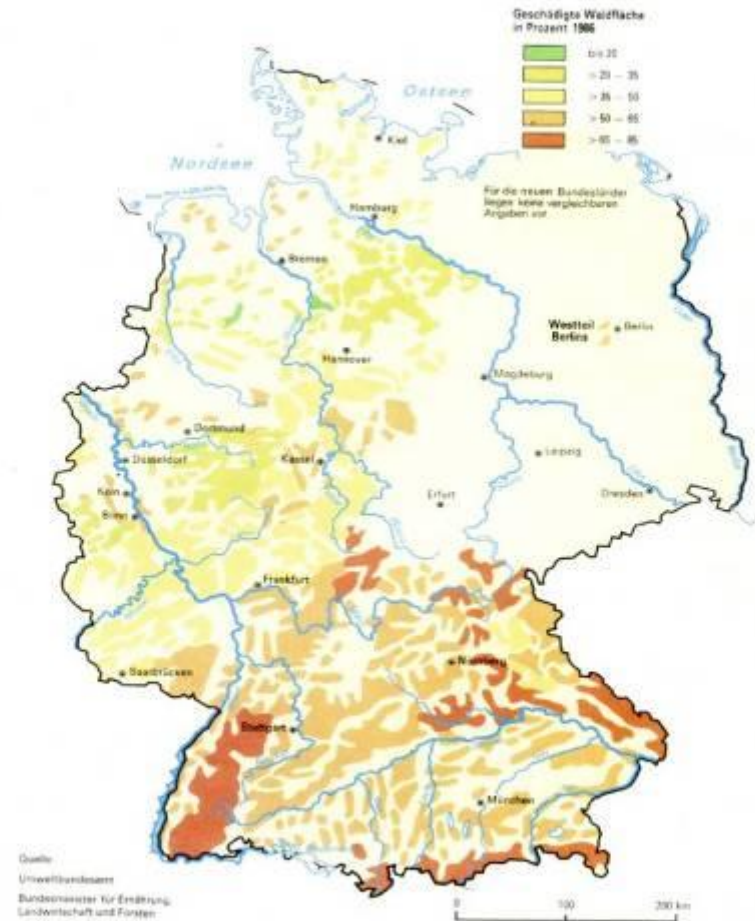 Geschädigte Waldfläche
in Prozent 1986
bis 20
> 20 – 35
> 35 – 50
> 50 – 65
> 65 – 85
Ostsee
Kiel
Nordsee
Für die neuen Bundesländer
liegen keine vergleichbaren
Angaben vor
Hamburg
Bremen
Westteil
Berlins
Berlin
Hannover
Magdeburg
Dortmund
Düsseldorf
Kassel
Leipzig
Köln
Erfurt
Dresden
Bonn
Frankfurt
Nürnberg
Saarbrücken
Stuttgart
München
Quelle
Umweltbundesamt
Bundesminister für Ernährung,
Landwirtschaft und Forsten
0 100 200 km